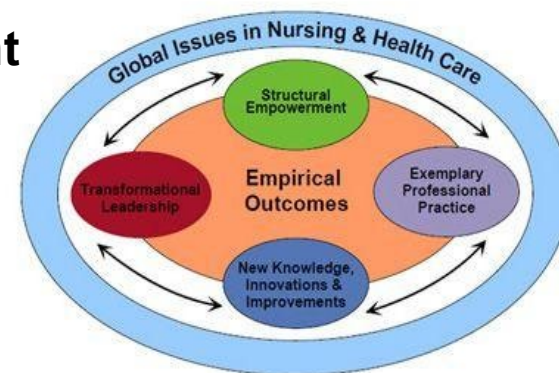 Global Issues in Nursing & Health Care
Structural
Empowerment
Transformational
Leadership
Empirical
Outcomes
Exemplary
Professional
Practice
New Knowledge,
Innovations &
Improvements